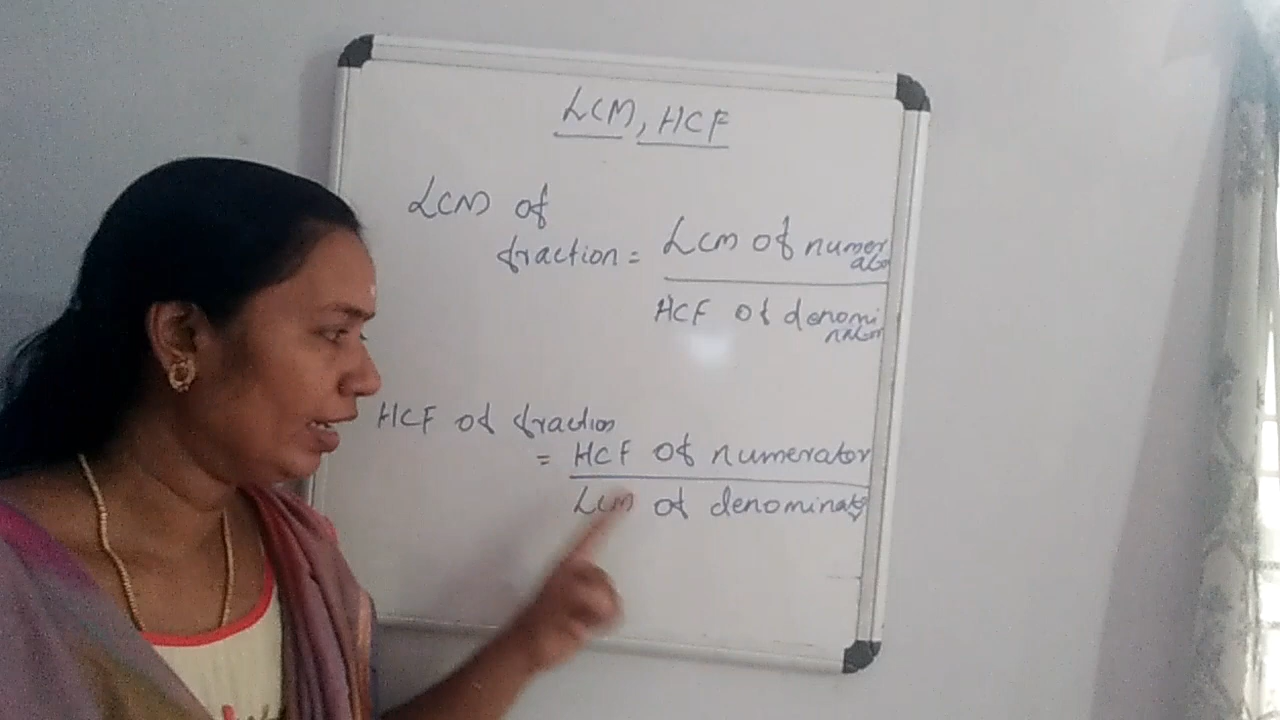 LCM, HCF
LCM of
fraction = LCM of numerator
HCF of denominnator
HCF of fraction
= HCF of numerator
LCM of denominator